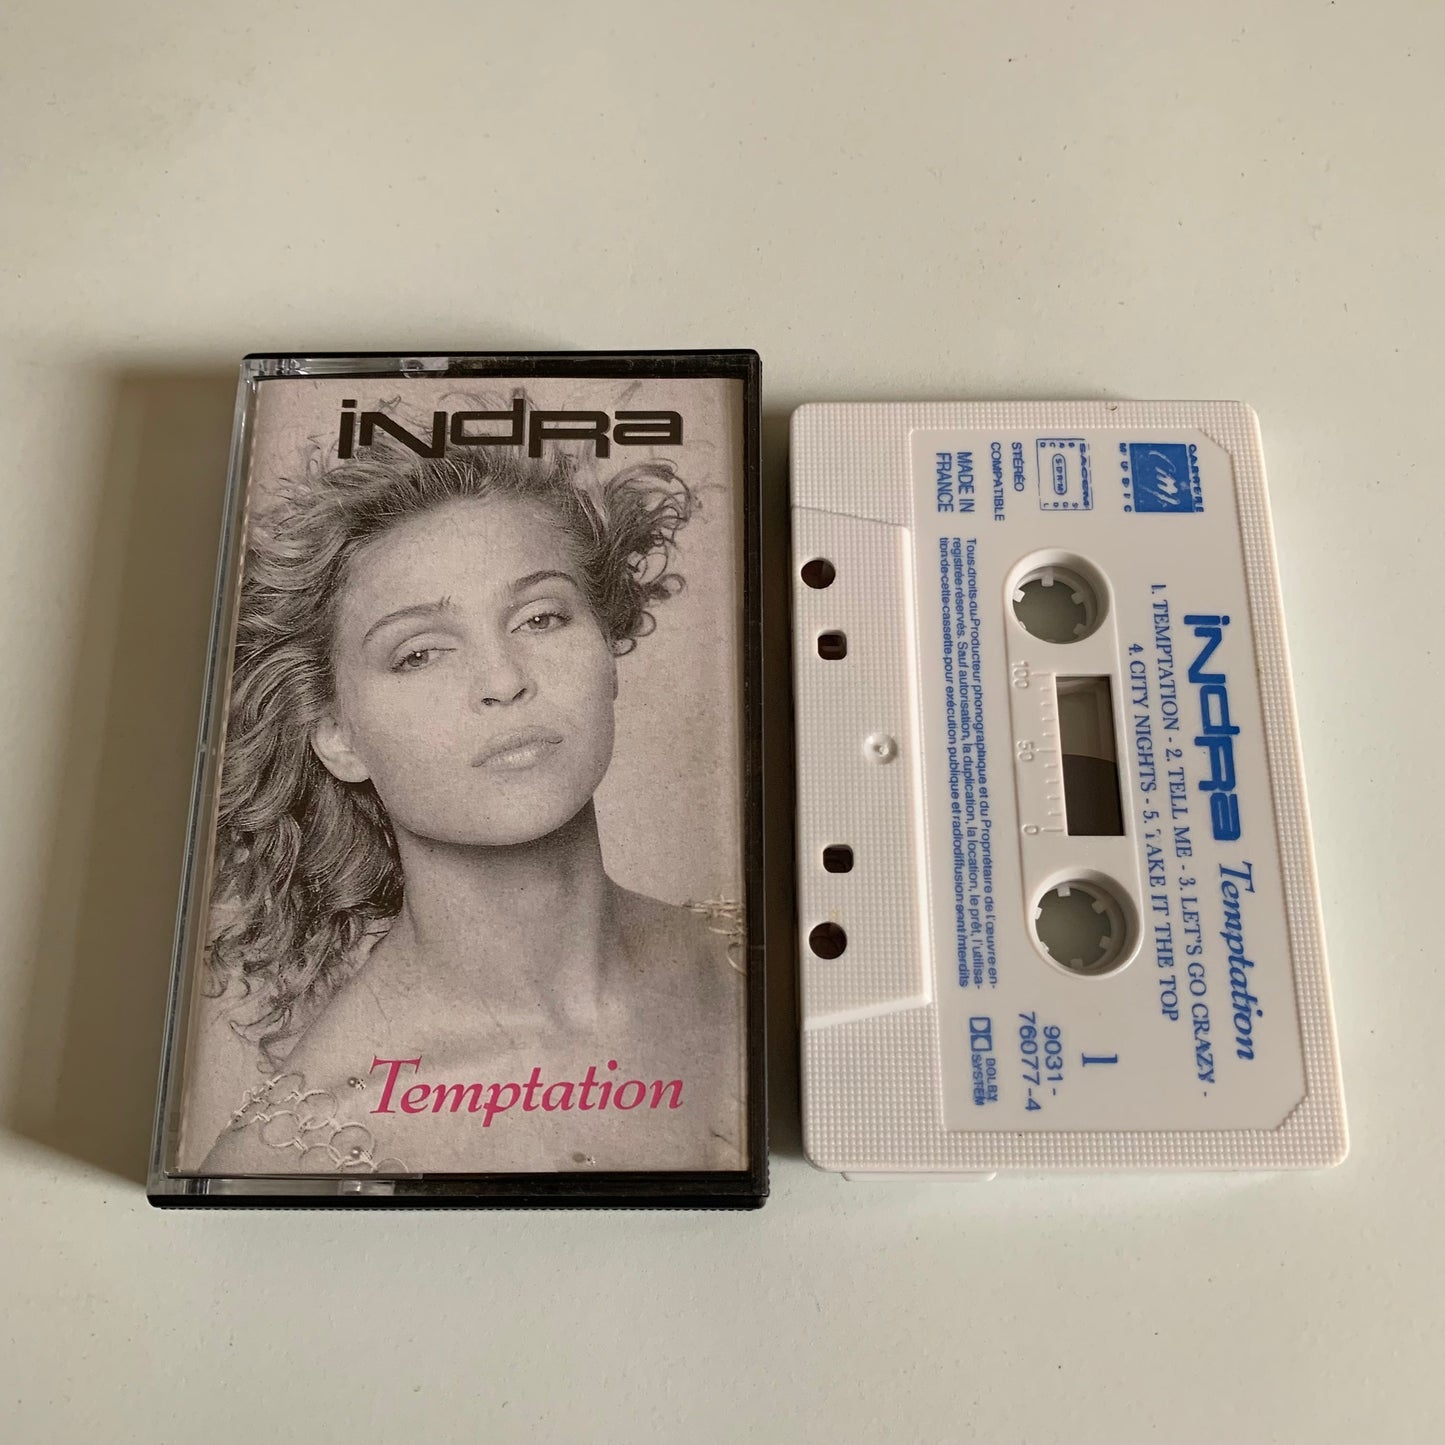 iNdRa
Temptation
CARRERE
MUSIC
SACEM
SDRM
STÉRÉO
COMPATIBLE
MADE IN
FRANCE
iNdRa Temptation
1. TEMPTATION - 2. TELL ME - 3. LET'S GO CRAZY -
4. CITY NIGHTS - 5. TAKE IT THE TOP
100 50 0
1
9031-
76077-4
DOLBY
SYSTEM
Tous droits du Producteur phonographique et du Propriétaire de l'œuvre en-
registrée réservés. Sauf autorisation, la duplication, la location, le prêt, l'utilisa-
tion de cette cassette pour exécution publique et radiodiffusion sont interdits